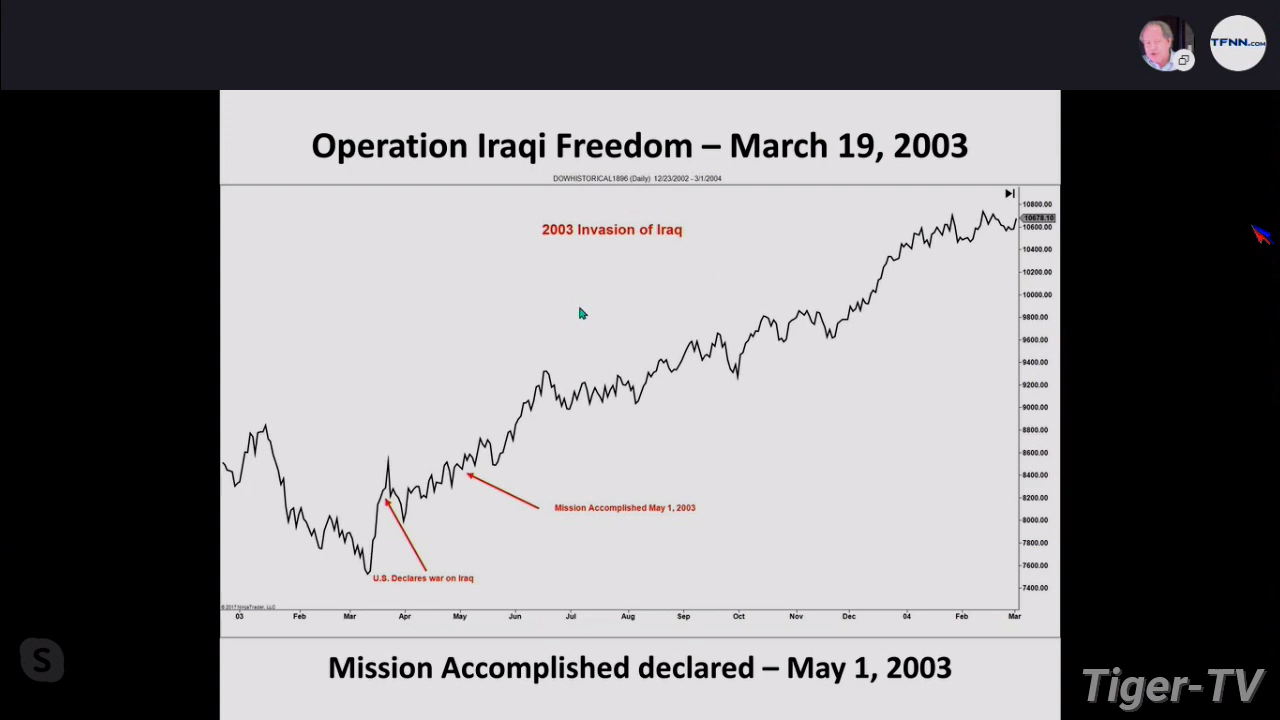 TFNN.COM
Operation Iraqi Freedom – March 19, 2003
DOWHISTORICAL1896 (Daily) 12/23/2002 - 3/1/2004
2003 Invasion of Iraq
10800.00
10678.10
10600.00
10400.00
10200.00
10000.00
9800.00
9600.00
9400.00
9200.00
9000.00
8800.00
8600.00
8400.00
8200.00
8000.00
7800.00
7600.00
7400.00
Mission Accomplished May 1, 2003
U.S. Declares war on Iraq
© 2017 NinjaTrader, LLC
03 Feb Mar Apr May Jun Jul Aug Sep Oct Nov Dec 04 Feb Mar
S
Mission Accomplished declared – May 1, 2003
Tiger-TV